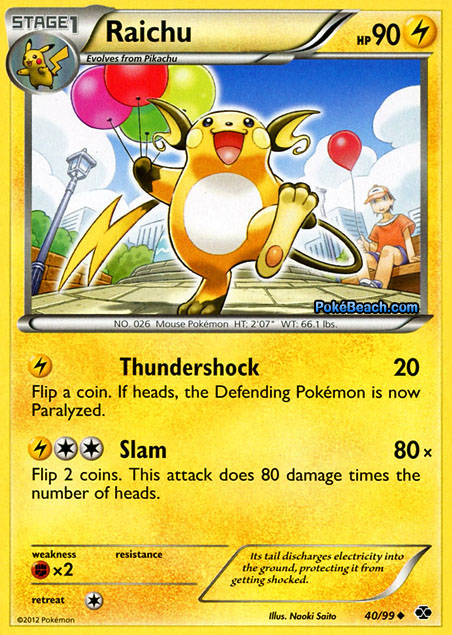 STAGE1
Raichu
HP 90
Evolves from Pikachu
PokéBeach.com
NO. 026 Mouse Pokémon HT: 2'07" WT: 66.1 lbs.
Thundershock 20
Flip a coin. If heads, the Defending Pokémon is now
Paralyzed.
Slam 80×
Flip 2 coins. This attack does 80 damage times the
number of heads.
weakness resistance
×2
retreat
Its tail discharges electricity into
the ground, protecting it from
getting shocked.
©2012 Pokémon Illus. Naoki Saito 40/99